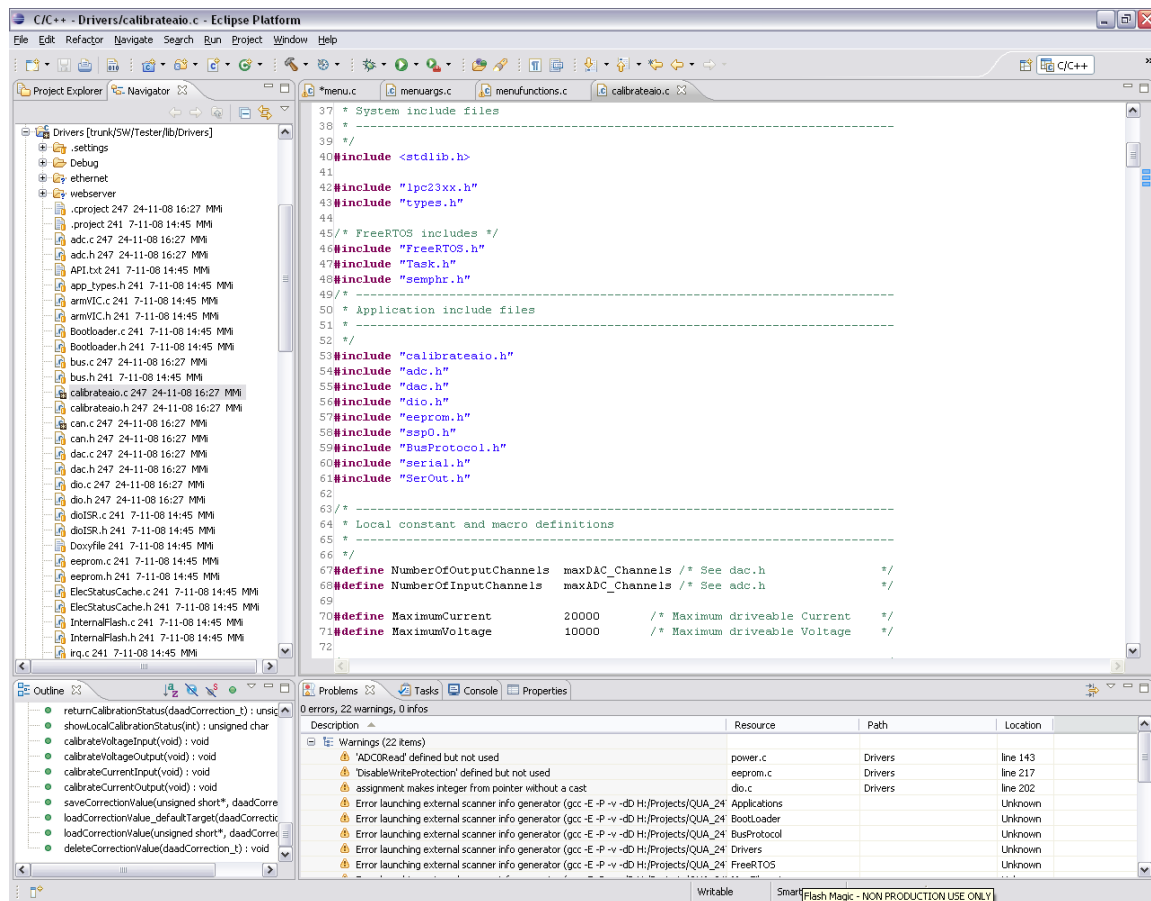 C/C++ - Drivers/calibrateaio.c - Eclipse Platform
File Edit Refactor Navigate Search Run Project Window Help
C/C++
Project Explorer Navigator
*menu.c menuargs.c menufunctions.c calibrateaio.c
Drivers [trunk/SW/Tester/lib/Drivers]
.settings
Debug
ethernet
webserver
.cproject 247 24-11-08 16:27 MMi
.project 241 7-11-08 14:45 MMi
adc.c 247 24-11-08 16:27 MMi
adc.h 247 24-11-08 16:27 MMi
API.txt 241 7-11-08 14:45 MMi
app_types.h 241 7-11-08 14:45 MMi
armVIC.c 241 7-11-08 14:45 MMi
armVIC.h 241 7-11-08 14:45 MMi
Bootloader.c 241 7-11-08 14:45 MMi
Bootloader.h 241 7-11-08 14:45 MMi
bus.c 247 24-11-08 16:27 MMi
bus.h 241 7-11-08 14:45 MMi
calibrateaio.c 247 24-11-08 16:27 MMi
calibrateaio.h 247 24-11-08 16:27 MMi
can.c 247 24-11-08 16:27 MMi
can.h 247 24-11-08 16:27 MMi
dac.c 247 24-11-08 16:27 MMi
dac.h 247 24-11-08 16:27 MMi
dio.c 247 24-11-08 16:27 MMi
dio.h 247 24-11-08 16:27 MMi
dioISR.c 241 7-11-08 14:45 MMi
dioISR.h 241 7-11-08 14:45 MMi
Doxyfile 241 7-11-08 14:45 MMi
eeprom.c 241 7-11-08 14:45 MMi
eeprom.h 241 7-11-08 14:45 MMi
ElecStatusCache.c 241 7-11-08 14:45 MMi
ElecStatusCache.h 241 7-11-08 14:45 MMi
InternalFlash.c 241 7-11-08 14:45 MMi
InternalFlash.h 241 7-11-08 14:45 MMi
irq.c 241 7-11-08 14:45 MMi
37 * System include files
38 * ---------------------------------------------------------------------------
39 */
40 #include <stdlib.h>
41
42 #include "lpc23xx.h"
43 #include "types.h"
44
45 /* FreeRTOS includes */
46 #include "FreeRTOS.h"
47 #include "Task.h"
48 #include "semphr.h"
49 /* ---------------------------------------------------------------------------
50 * Application include files
51 * ---------------------------------------------------------------------------
52 */
53 #include "calibrateaio.h"
54 #include "adc.h"
55 #include "dac.h"
56 #include "dio.h"
57 #include "eeprom.h"
58 #include "ssp0.h"
59 #include "BusProtocol.h"
60 #include "serial.h"
61 #include "SerOut.h"
62
63 /* ---------------------------------------------------------------------------
64 * Local constant and macro definitions
65 * ---------------------------------------------------------------------------
66 */
67 #define NumberOfOutputChannels maxDAC_Channels /* See dac.h */
68 #define NumberOfInputChannels maxADC_Channels /* See adc.h */
69
70 #define MaximumCurrent 20000 /* Maximum driveable Current */
71 #define MaximumVoltage 10000 /* Maximum driveable Voltage */
72
Outline
returnCalibrationStatus(daadCorrection_t) : unsig
showLocalCalibrationStatus(int) : unsigned char
calibrateVoltageInput(void) : void
calibrateVoltageOutput(void) : void
calibrateCurrentInput(void) : void
calibrateCurrentOutput(void) : void
saveCorrectionValue(unsigned short*, daadCorre
loadCorrectionValue_defaultTarget(daadCorrectic
loadCorrectionValue(unsigned short*, daadCorrec
deleteCorrectionValue(daadCorrection_t) : void
Problems Tasks Console Properties
0 errors, 22 warnings, 0 infos
Description Resource Path Location
Warnings (22 items)
'ADC0Read' defined but not used power.c Drivers line 143
'DisableWriteProtection' defined but not used eeprom.c Drivers line 217
assignment makes integer from pointer without a cast dio.c Drivers line 202
Error launching external scanner info generator (gcc -E -P -v -dD H:/Projects/QUA_24 Applications Unknown
Error launching external scanner info generator (gcc -E -P -v -dD H:/Projects/QUA_24 BootLoader Unknown
Error launching external scanner info generator (gcc -E -P -v -dD H:/Projects/QUA_24 BusProtocol Unknown
Error launching external scanner info generator (gcc -E -P -v -dD H:/Projects/QUA_24 Drivers Unknown
Error launching external scanner info generator (gcc -E -P -v -dD H:/Projects/QUA_24 FreeRTOS Unknown
Writable Smart
Flash Magic - NON PRODUCTION USE ONLY